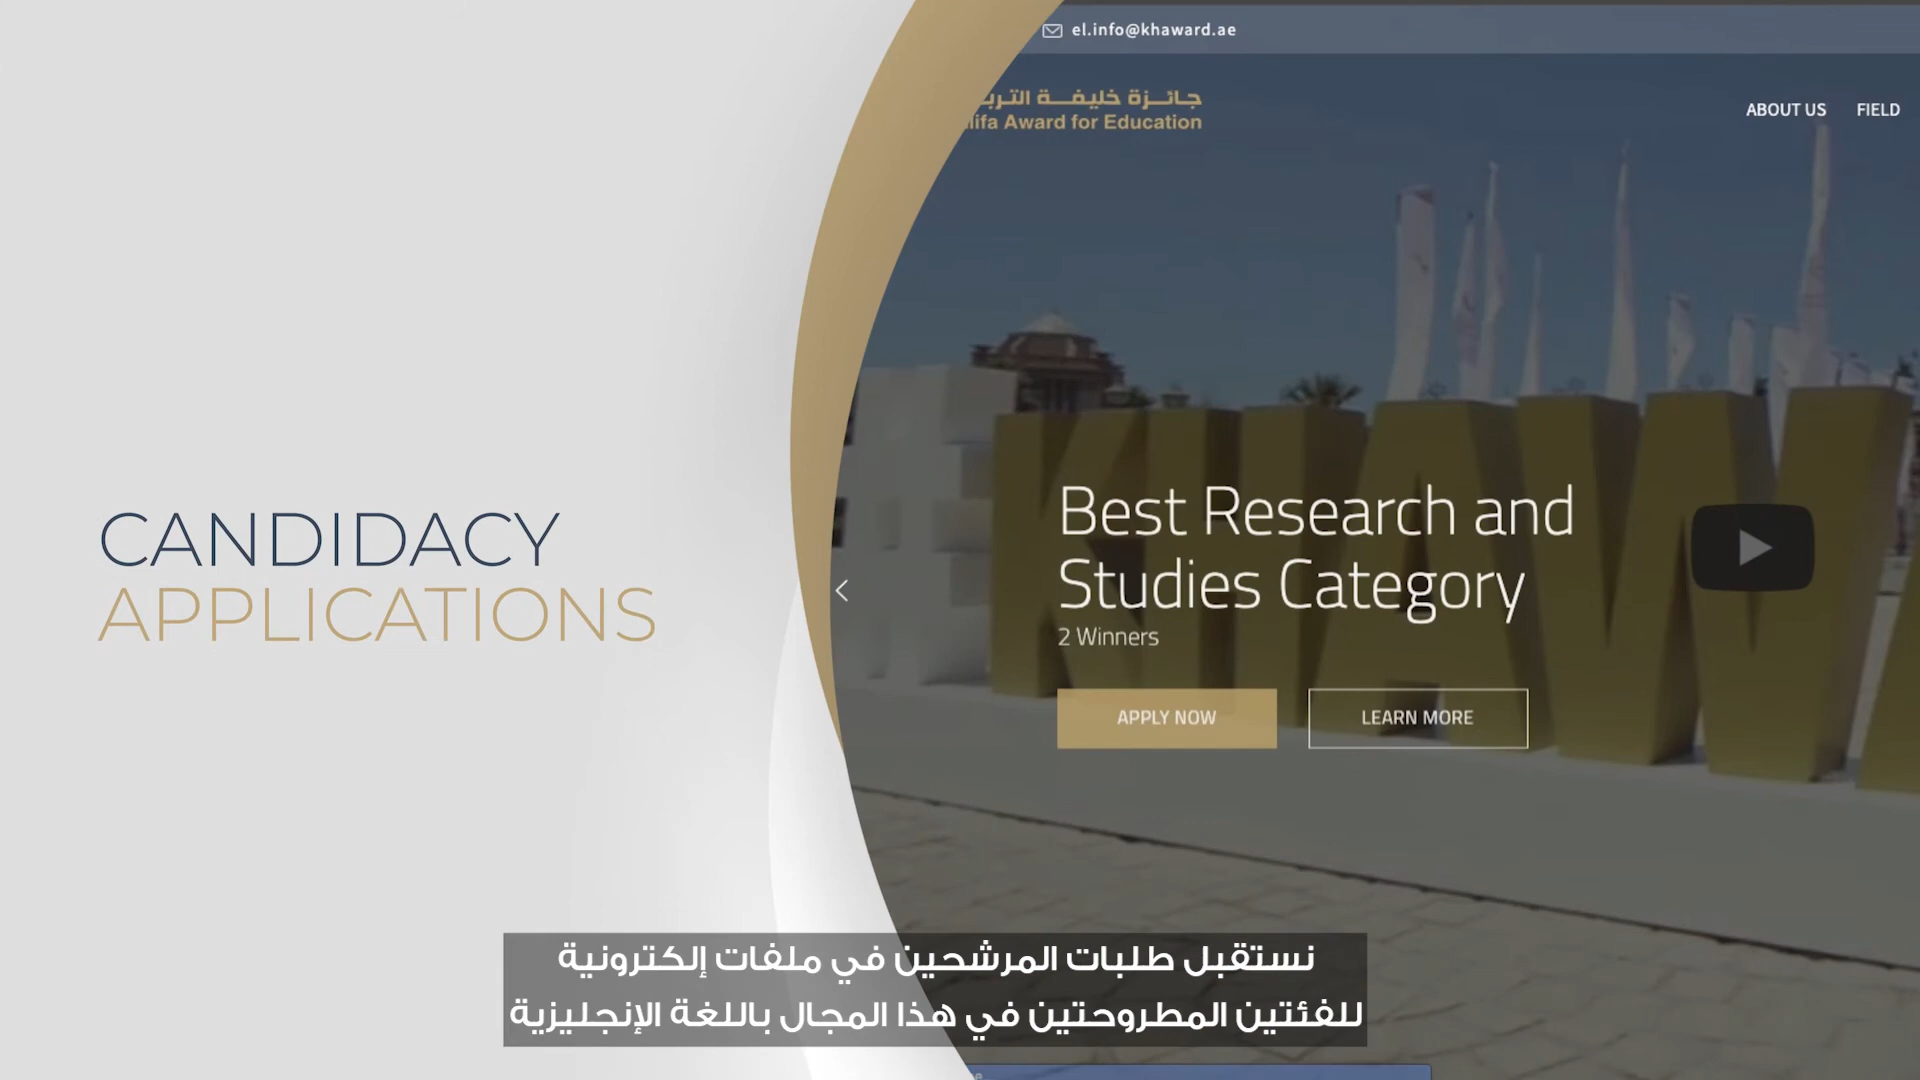 el.info@khaward.ae
جائزة خليفة
Award for Education
ABOUT US FIELD
CANDIDACY
APPLICATIONS
Best Research and
Studies Category
2 Winners
APPLY NOW LEARN MORE
نستقبل طلبات المرشحين في ملفات إلكترونية
للفئتين المطروحتين في هذا المجال باللغة الإنجليزية